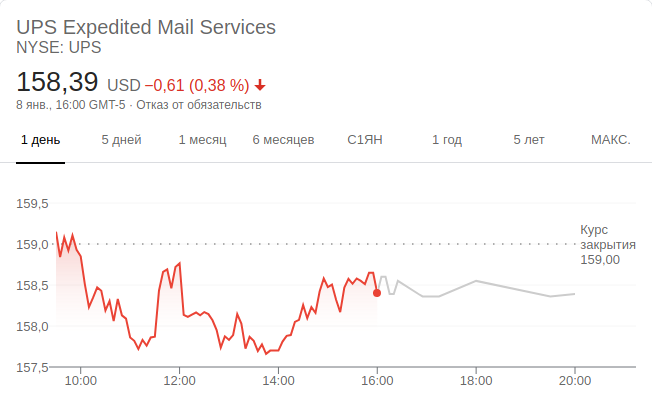 UPS Expedited Mail Services
NYSE: UPS
158,39 USD −0,61 (0,38 %)
8 янв., 16:00 GMT-5 · Отказ от обязательств
1 день 5 дней 1 месяц 6 месяцев С1ЯН 1 год 5 лет МАКС.
159,5
159,0
158,5
158,0
157,5
Курс
закрытия
159,00
10:00 12:00 14:00 16:00 18:00 20:00